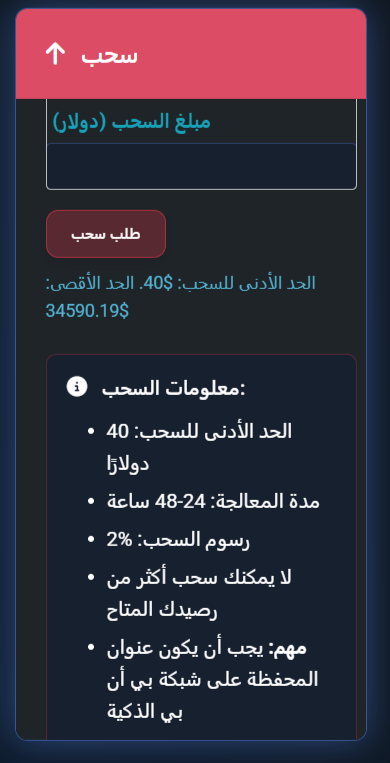 سحب
مبلغ السحب (دولار)
طلب سحب
الحد الأدنى للسحب: $40. الحد الأقصى:
34590.19$
معلومات السحب:
• الحد الأدنى للسحب: 40
دولارًا
• مدة المعالجة: 24-48 ساعة
• رسوم السحب: 2%
• لا يمكنك سحب أكثر من
رصيدك المتاح
• مهم: يجب أن يكون عنوان
المحفظة على شبكة بي أن
بي الذكية